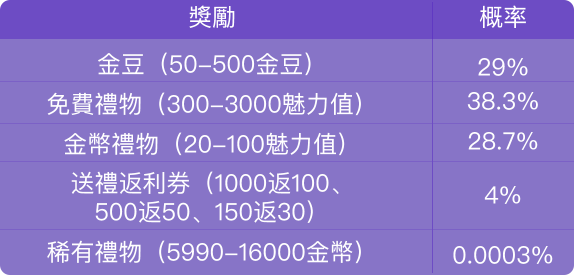 獎勵 概率
金豆（50-500金豆） 29%
免費禮物（300-3000魅力值） 38.3%
金幣禮物（20-100魅力值） 28.7%
送禮返利券（1000返100、
500返50、150返30） 4%
稀有禮物（5990-16000金幣） 0.0003%